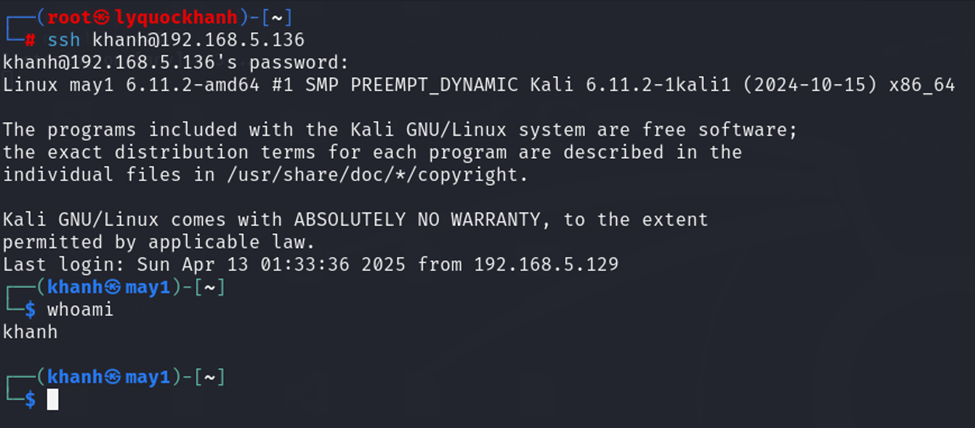 ┌──(root㉿lyquockhanh)-[~]
└─# ssh khanh@192.168.5.136
khanh@192.168.5.136's password:
Linux may1 6.11.2-amd64 #1 SMP PREEMPT_DYNAMIC Kali 6.11.2-1kali1 (2024-10-15) x86_64
The programs included with the Kali GNU/Linux system are free software;
the exact distribution terms for each program are described in the
individual files in /usr/share/doc/*/copyright.
Kali GNU/Linux comes with ABSOLUTELY NO WARRANTY, to the extent
permitted by applicable law.
Last login: Sun Apr 13 01:33:36 2025 from 192.168.5.129
┌──(khanh㉿may1)-[~]
└─$ whoami
khanh
┌──(khanh㉿may1)-[~]
└─$